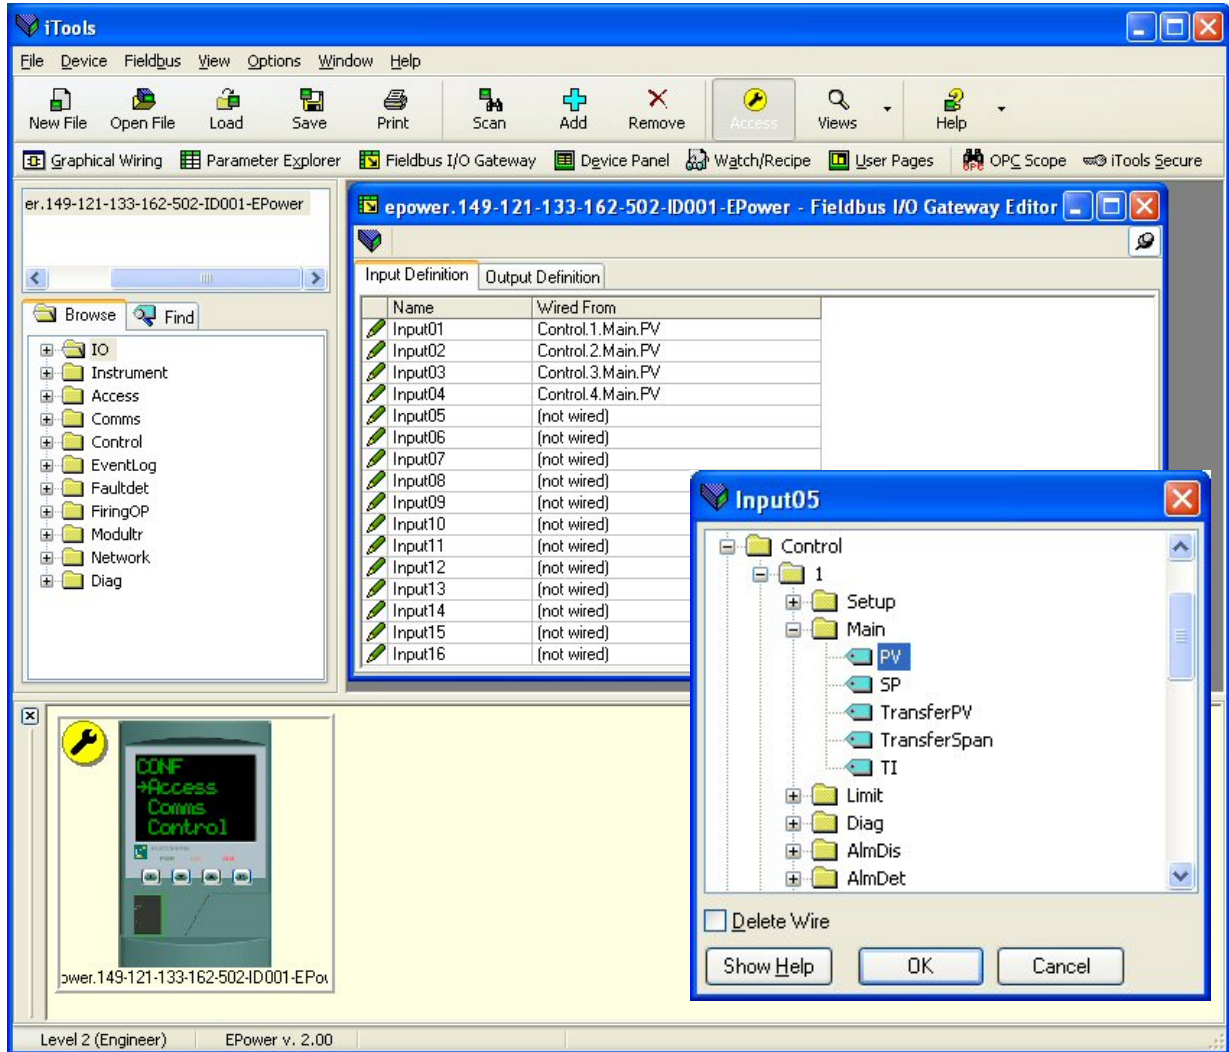 iTools
File Device Fieldbus View Options Window Help
New File Open File Load Save Print Scan Add Remove Access Views Help
Graphical Wiring Parameter Explorer Fieldbus I/O Gateway Device Panel Watch/Recipe User Pages OPC Scope iTools Secure
er.149-121-133-162-502-ID001-EPower
Browse Find
IO
Instrument
Access
Comms
Control
EventLog
Faultdet
FiringOP
Modultr
Network
Diag
epower.149-121-133-162-502-ID001-EPower - Fieldbus I/O Gateway Editor
Input Definition Output Definition
Name Wired From
Input01 Control.1.Main.PV
Input02 Control.2.Main.PV
Input03 Control.3.Main.PV
Input04 Control.4.Main.PV
Input05 (not wired)
Input06 (not wired)
Input07 (not wired)
Input08 (not wired)
Input09 (not wired)
Input10 (not wired)
Input11 (not wired)
Input12 (not wired)
Input13 (not wired)
Input14 (not wired)
Input15 (not wired)
Input16 (not wired)
Input05
Control
1
Setup
Main
PV
SP
TransferPV
TransferSpan
TI
Limit
Diag
AlmDis
AlmDet
Delete Wire
Show Help OK Cancel
CONF
→Access
Comms
Control
ower.149-121-133-162-502-ID001-EPow
Level 2 (Engineer) EPower v. 2.00